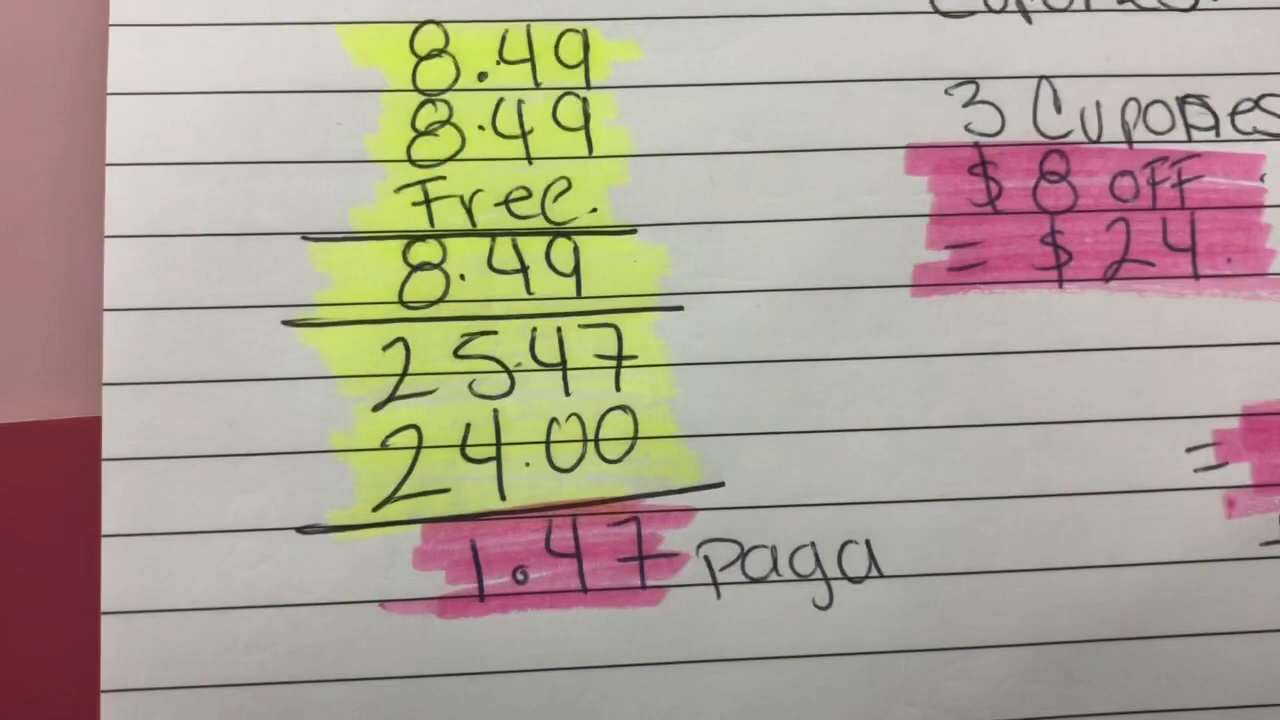 8.49
8.49
Free.
8.49
25.47
24.00
1.47 paga
3 Cupones
$ 8 OFF
= $ 24.
=